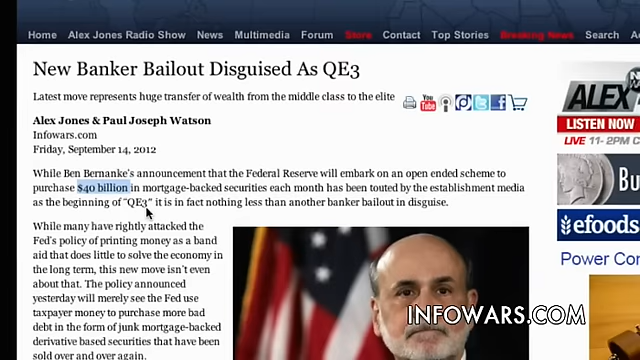 Home Alex Jones Radio Show News Multimedia Forum Store Contact Top Stories Breaking News Search
New Banker Bailout Disguised As QE3
Latest move represents huge transfer of wealth from the middle class to the elite
You Tube
Alex Jones & Paul Joseph Watson
Infowars.com
Friday, September 14, 2012
While Ben Bernanke's announcement that the Federal Reserve will embark on an open ended scheme to
purchase $40 billion in mortgage-backed securities each month has been touted by the establishment media
as the beginning of "QE3" it is in fact nothing less than another banker bailout in disguise.
While many have rightly attacked the
Fed's policy of printing money as a band
aid that does little to solve the economy in
the long term, this new move isn't even
about that. The policy announced
yesterday will merely see the Fed use
taxpayer money to purchase more bad
debt in the form of junk mortgage-backed
derivative based securities that have been
sold over and over again.
ALEX
LISTEN NOW
LIVE 11- 2PM C
Bu
efoods
Power Con
INFOWARS.COM